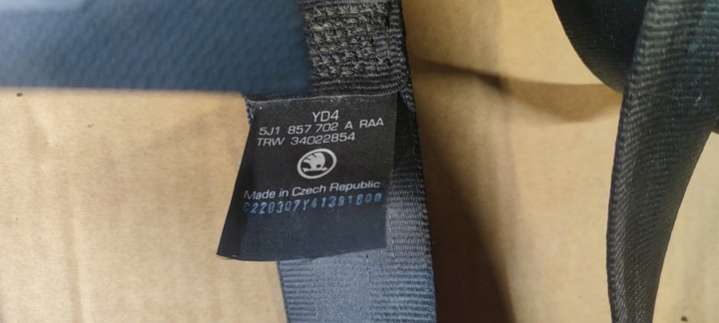 YD4
5J1 857 702 A RAA
TRW 34022854
Made in Czech Republic